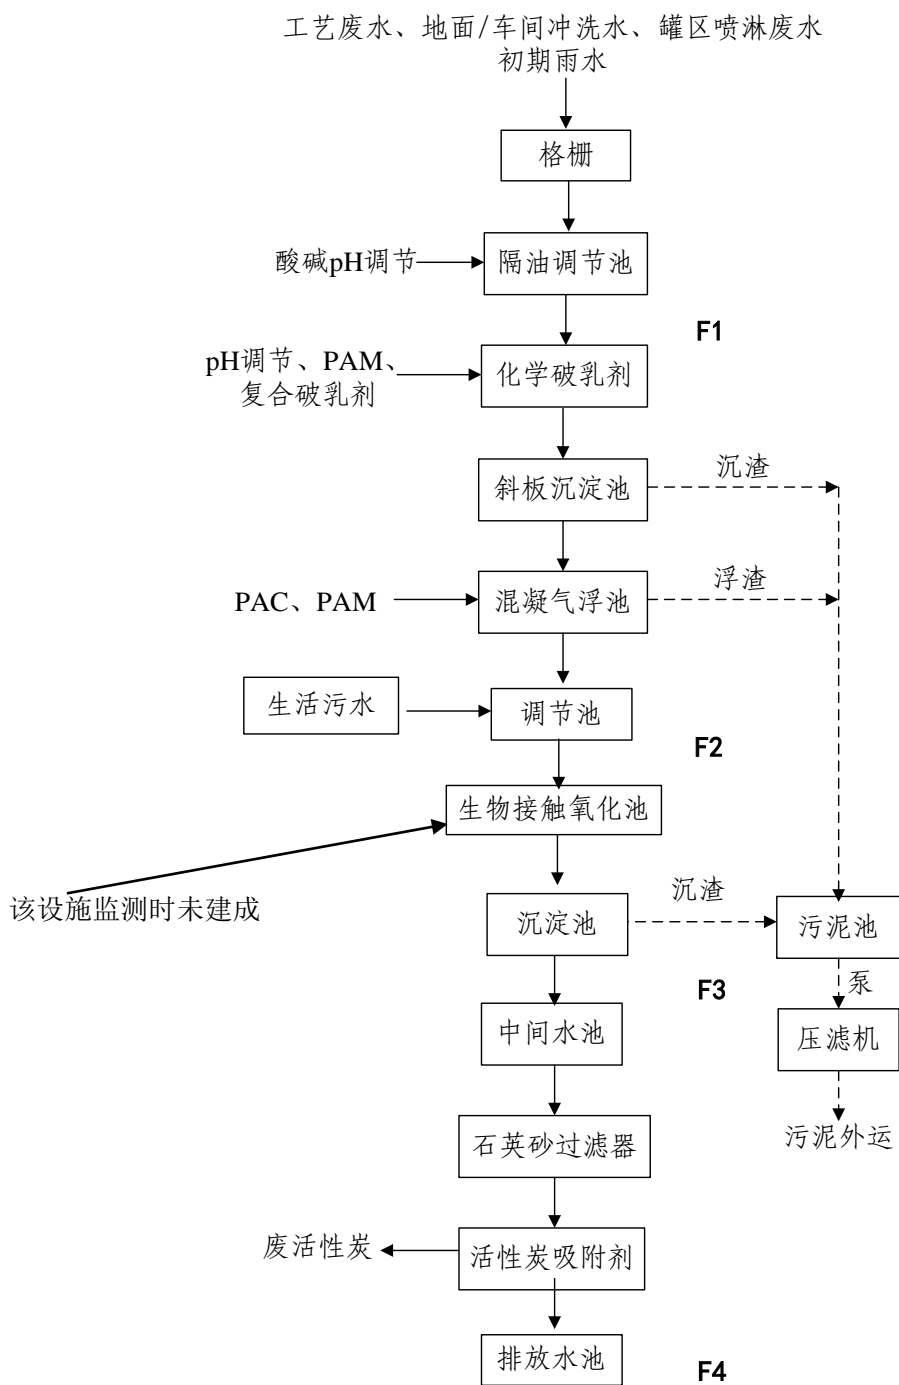 工艺废水、地面/车间冲洗水、罐区喷淋废水
初期雨水
格栅
酸碱pH调节
隔油调节池
F1
pH调节、PAM、
复合破乳剂
化学破乳剂
斜板沉淀池
沉渣
PAC、PAM
混凝气浮池
浮渣
生活污水
调节池
F2
生物接触氧化池
该设施监测时未建成
沉淀池
沉渣
污泥池
F3
泵
中间水池
压滤机
石英砂过滤器
污泥外运
废活性炭
活性炭吸附剂
排放水池
F4